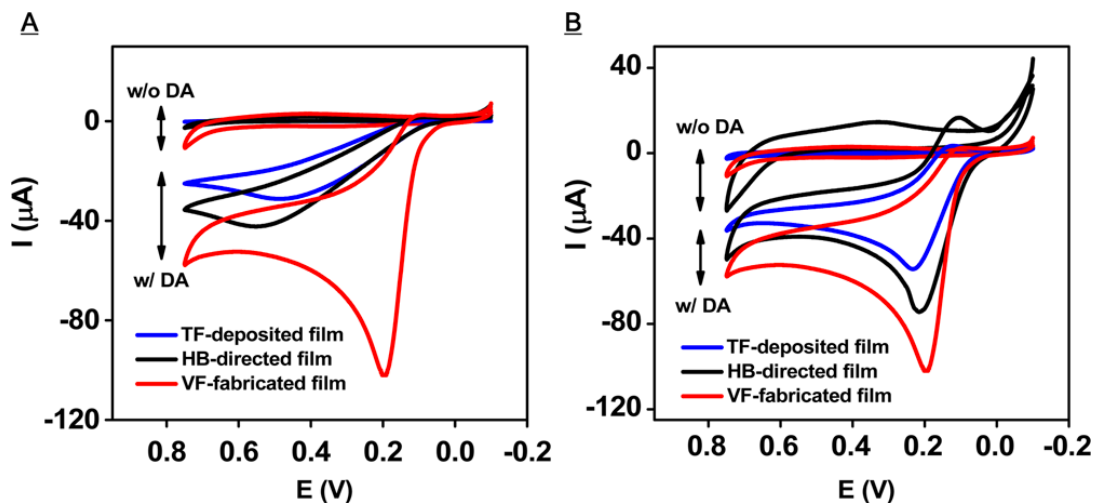 A
I (μA)
0
-40
-80
-120
w/o DA
w/ DA
TF-deposited film
HB-directed film
VF-fabricated film
0.8 0.6 0.4 0.2 0.0 -0.2
E (V)
B
I (μA)
40
0
-40
-80
-120
w/o DA
w/ DA
TF-deposited film
HB-directed film
VF-fabricated film
0.8 0.6 0.4 0.2 0.0 -0.2
E (V)